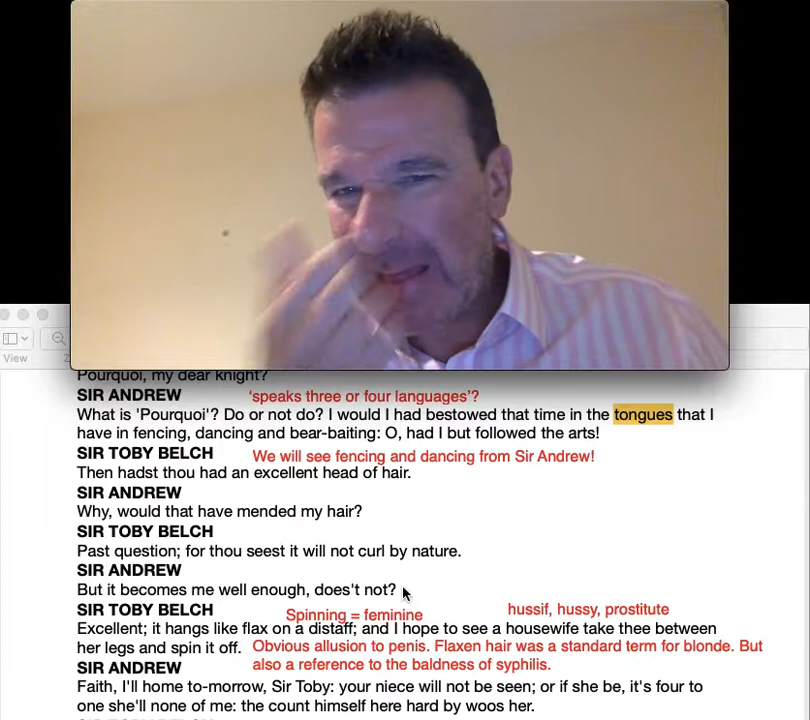 View
Pourquoi, my dear knight?
SIR ANDREW ‘speaks three or four languages’?
What is 'Pourquoi'? Do or not do? I would I had bestowed that time in the tongues that I
have in fencing, dancing and bear-baiting: O, had I but followed the arts!
SIR TOBY BELCH We will see fencing and dancing from Sir Andrew!
Then hadst thou had an excellent head of hair.
SIR ANDREW
Why, would that have mended my hair?
SIR TOBY BELCH
Past question; for thou seest it will not curl by nature.
SIR ANDREW
But it becomes me well enough, does't not?
SIR TOBY BELCH Spinning = feminine hussif, hussy, prostitute
Excellent; it hangs like flax on a distaff; and I hope to see a housewife take thee between
her legs and spin it off. Obvious allusion to penis. Flaxen hair was a standard term for blonde. But
also a reference to the baldness of syphilis.
SIR ANDREW
Faith, I'll home to-morrow, Sir Toby: your niece will not be seen; or if she be, it's four to
one she'll none of me: the count himself here hard by woos her.